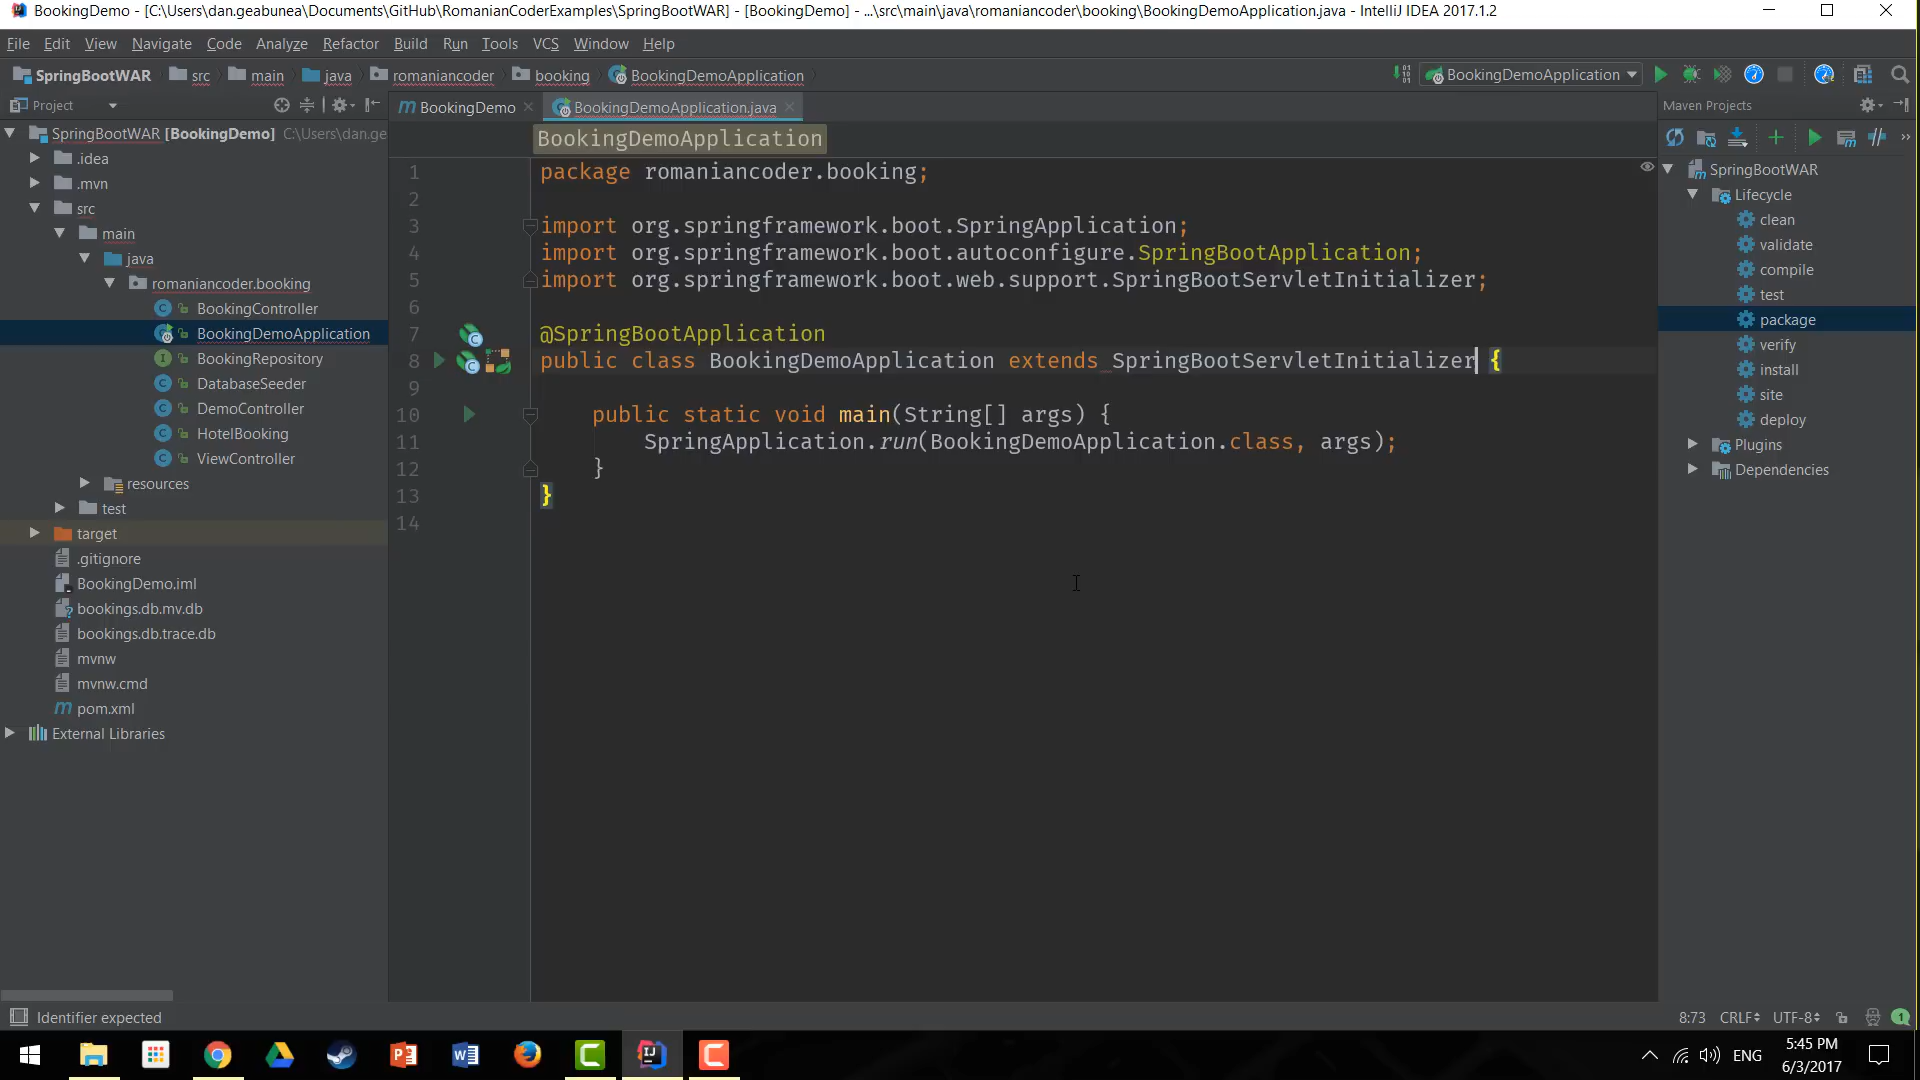 BookingDemo - [C:\Users\dan.geabunea\Documents\GitHub\RomanianCoderExamples\SpringBootWAR] - [BookingDemo] - ...\src\main\java\romaniancoder\booking\BookingDemoApplication.java - IntelliJ IDEA 2017.1.2
File Edit View Navigate Code Analyze Refactor Build Run Tools VCS Window Help
SpringBootWAR src main java romaniancoder booking BookingDemoApplication
BookingDemoApplication
Project
SpringBootWAR [BookingDemo] C:\Users\dan.ge
.idea
.mvn
src
main
java
romaniancoder.booking
BookingController
BookingDemoApplication
BookingRepository
DatabaseSeeder
DemoController
HotelBooking
ViewController
resources
test
target
.gitignore
BookingDemo.iml
bookings.db.mv.db
bookings.db.trace.db
mvnw
mvnw.cmd
pom.xml
External Libraries
BookingDemo
BookingDemoApplication.java
BookingDemoApplication
1 package romaniancoder.booking;
2
3 import org.springframework.boot.SpringApplication;
4 import org.springframework.boot.autoconfigure.SpringBootApplication;
5 import org.springframework.boot.web.support.SpringBootServletInitializer;
6
7 @SpringBootApplication
8 public class BookingDemoApplication extends SpringBootServletInitializer {
9
10 public static void main(String[] args) {
11 SpringApplication.run(BookingDemoApplication.class, args);
12 }
13 }
14
Maven Projects
SpringBootWAR
Lifecycle
clean
validate
compile
test
package
verify
install
site
deploy
Plugins
Dependencies
Identifier expected
8:73 CRLF UTF-8 1
ENG
5:45 PM
6/3/2017